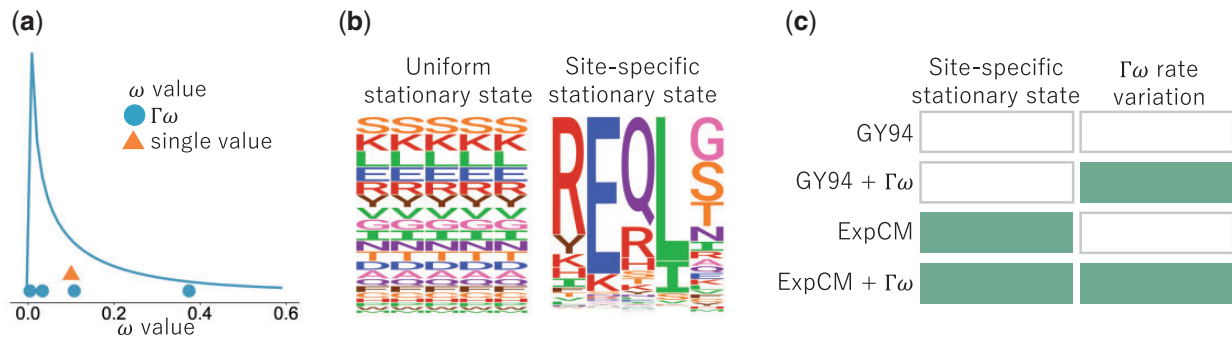 (a)
ω value
Γω
single value
0.0 0.2 0.4 0.6
ω value
(b)
Uniform
stationary state
Site-specific
stationary state
S S S S S
K K K K K
L L L L L
E E E E E
R R R R R
Y Y Y Y Y
V V V V V
G G G G G
I I I I I
N N N N N
T T T T T
D D D D D
A A A A A
Q Q Q Q Q
R E Q L G
Y K R I S
K H T
H N
I
R
(c)
Site-specific
stationary state
Γω rate
variation
GY94
GY94 + Γω
ExpCM
ExpCM + Γω